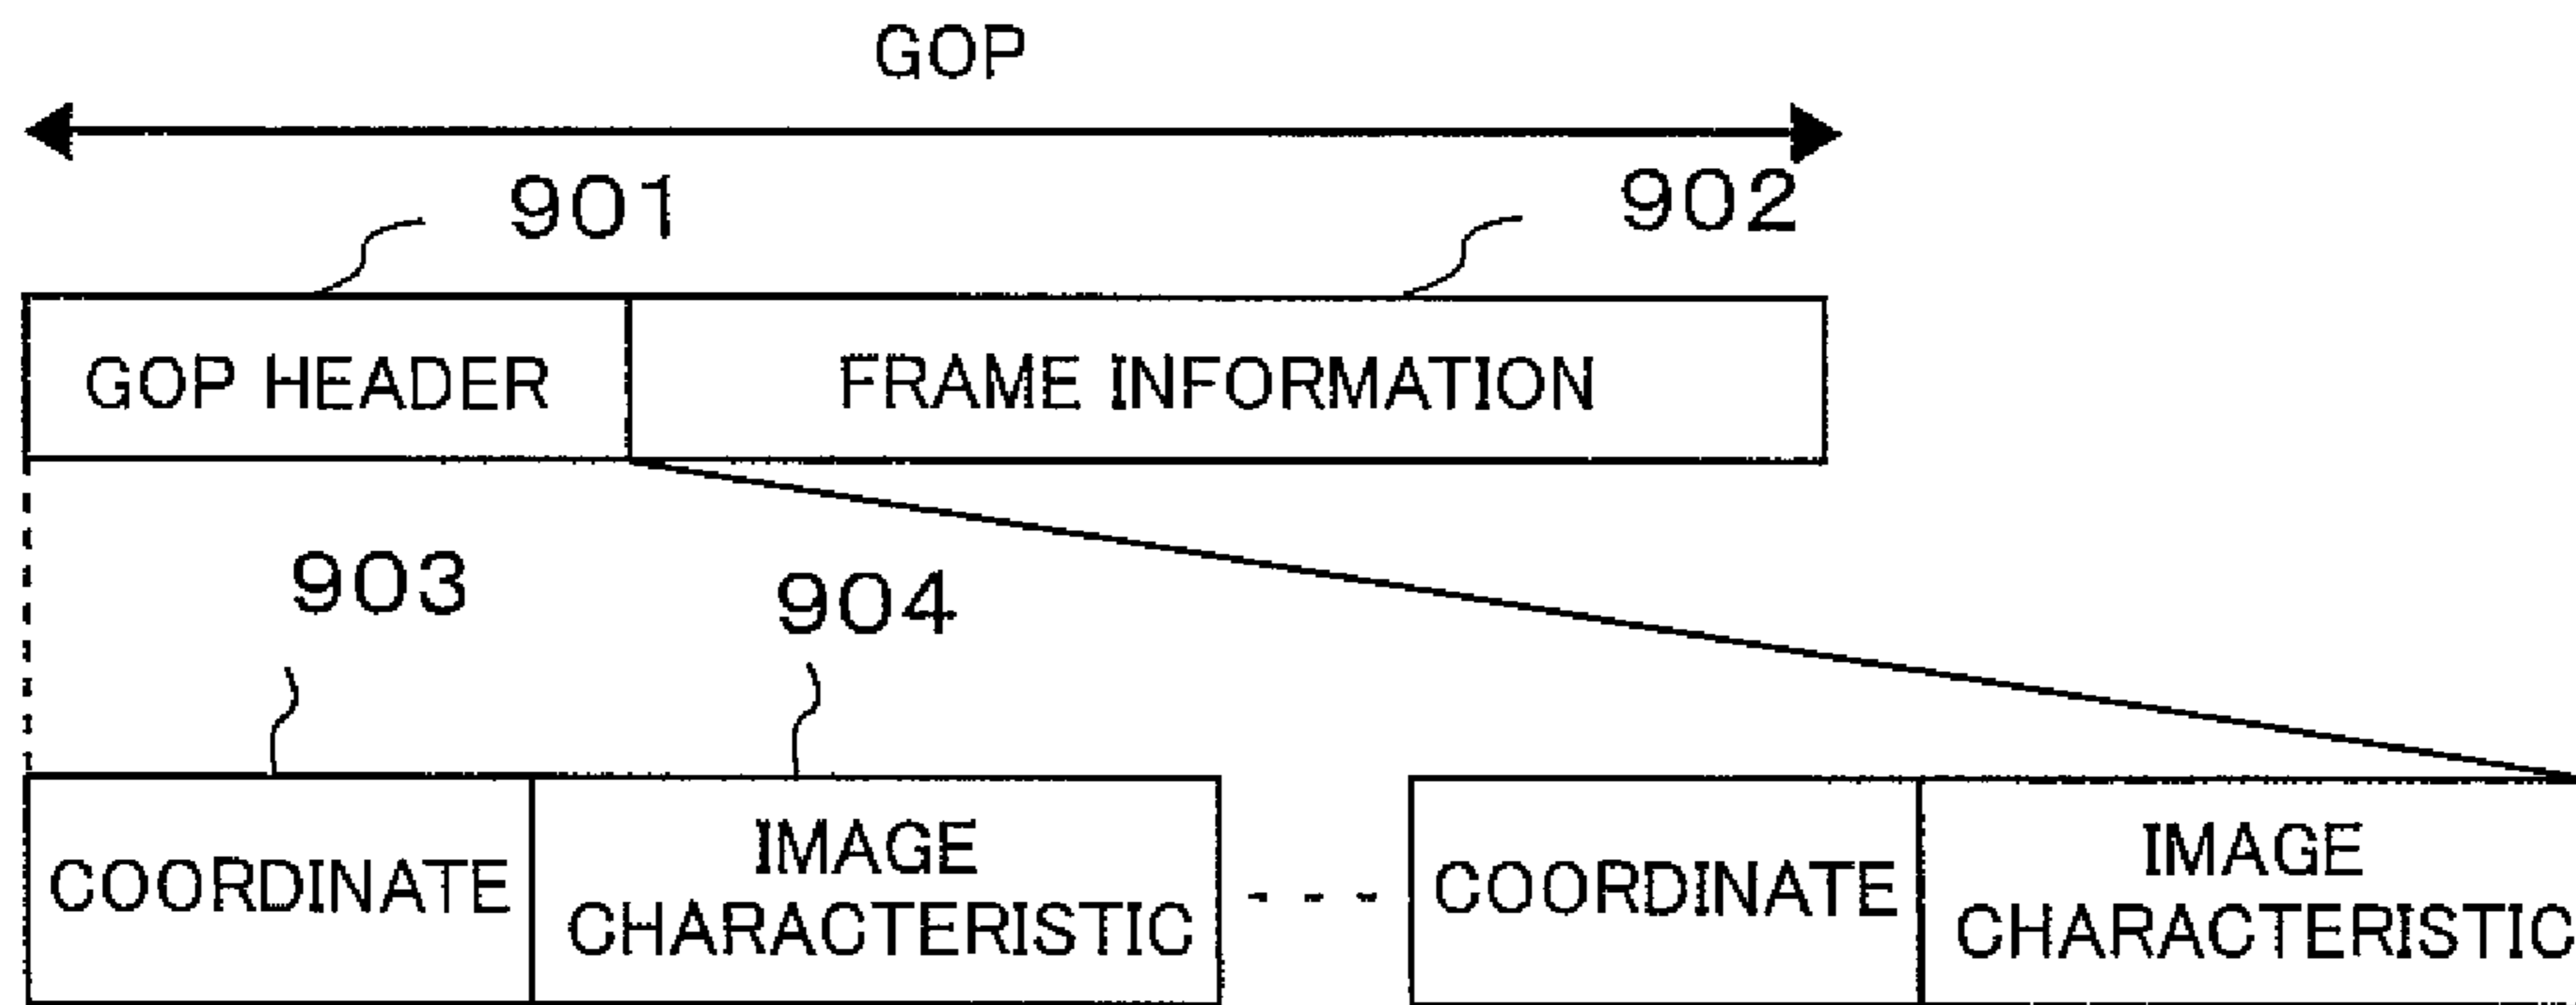 GOP
901
902
GOP HEADER
FRAME INFORMATION
903
904
COORDINATE
IMAGE
CHARACTERISTIC
- - -
COORDINATE
IMAGE
CHARACTERISTIC